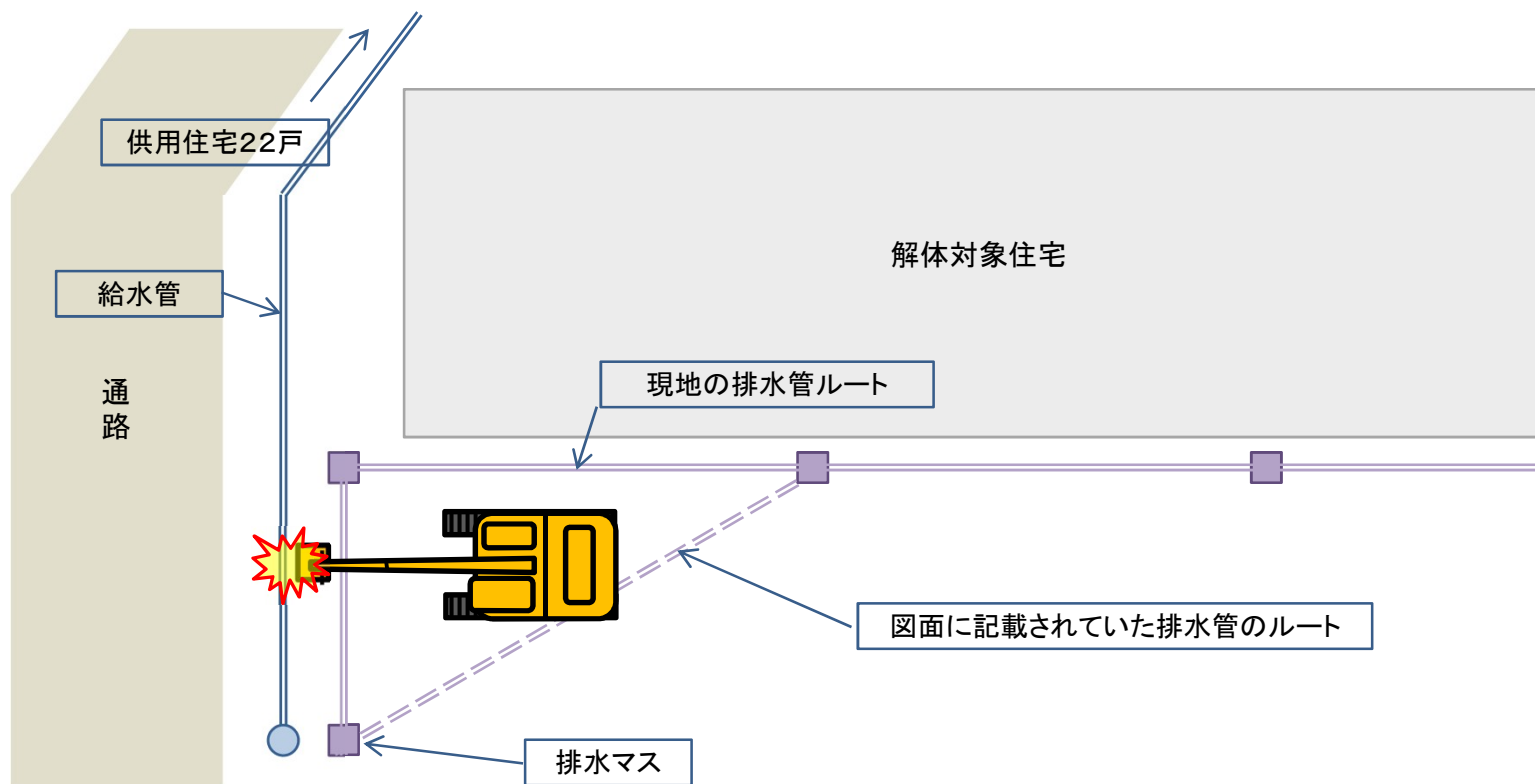 供用住宅22戸
解体対象住宅
給水管
現地の排水管ルート
通路
図面に記載されていた排水管のルート
排水マス